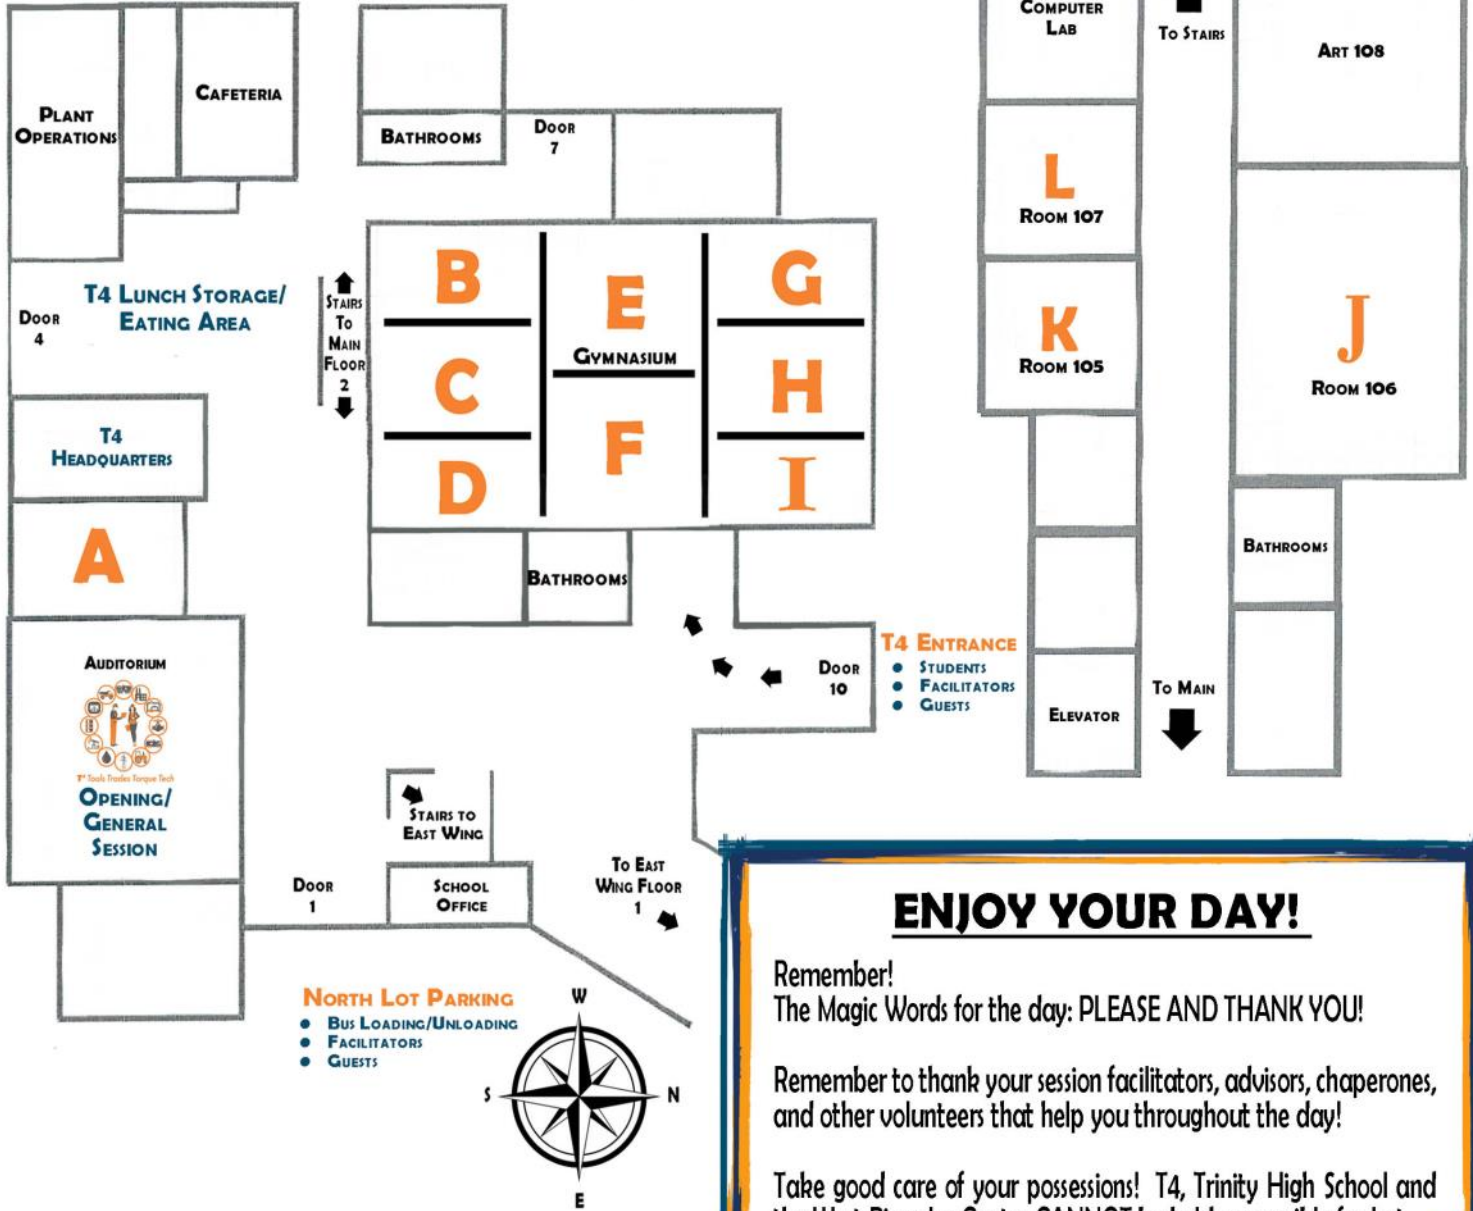 PLANT
OPERATIONS
CAFETERIA
BATHROOMS
DOOR
7
DOOR
4
T4 LUNCH STORAGE/
EATING AREA
STAIRS
TO
MAIN
FLOOR
2
B
C
D
E
GYMNASIUM
F
G
H
I
T4
HEADQUARTERS
A
BATHROOMS
AUDITORIUM
T⁴ Tools Trades Torque Tech
OPENING/
GENERAL
SESSION
DOOR
10
T4 ENTRANCE
• STUDENTS
• FACILITATORS
• GUESTS
STAIRS TO
EAST WING
DOOR
1
SCHOOL
OFFICE
TO EAST
WING FLOOR
1
NORTH LOT PARKING
• BUS LOADING/UNLOADING
• FACILITATORS
• GUESTS
W
S
N
E
COMPUTER
LAB
TO STAIRS
ART 108
L
ROOM 107
K
ROOM 105
J
ROOM 106
BATHROOMS
ELEVATOR
TO MAIN
ENJOY YOUR DAY!
Remember!
The Magic Words for the day: PLEASE AND THANK YOU!
Remember to thank your session facilitators, advisors, chaperones,
and other volunteers that help you throughout the day!
Take good care of your possessions! T4, Trinity High School and